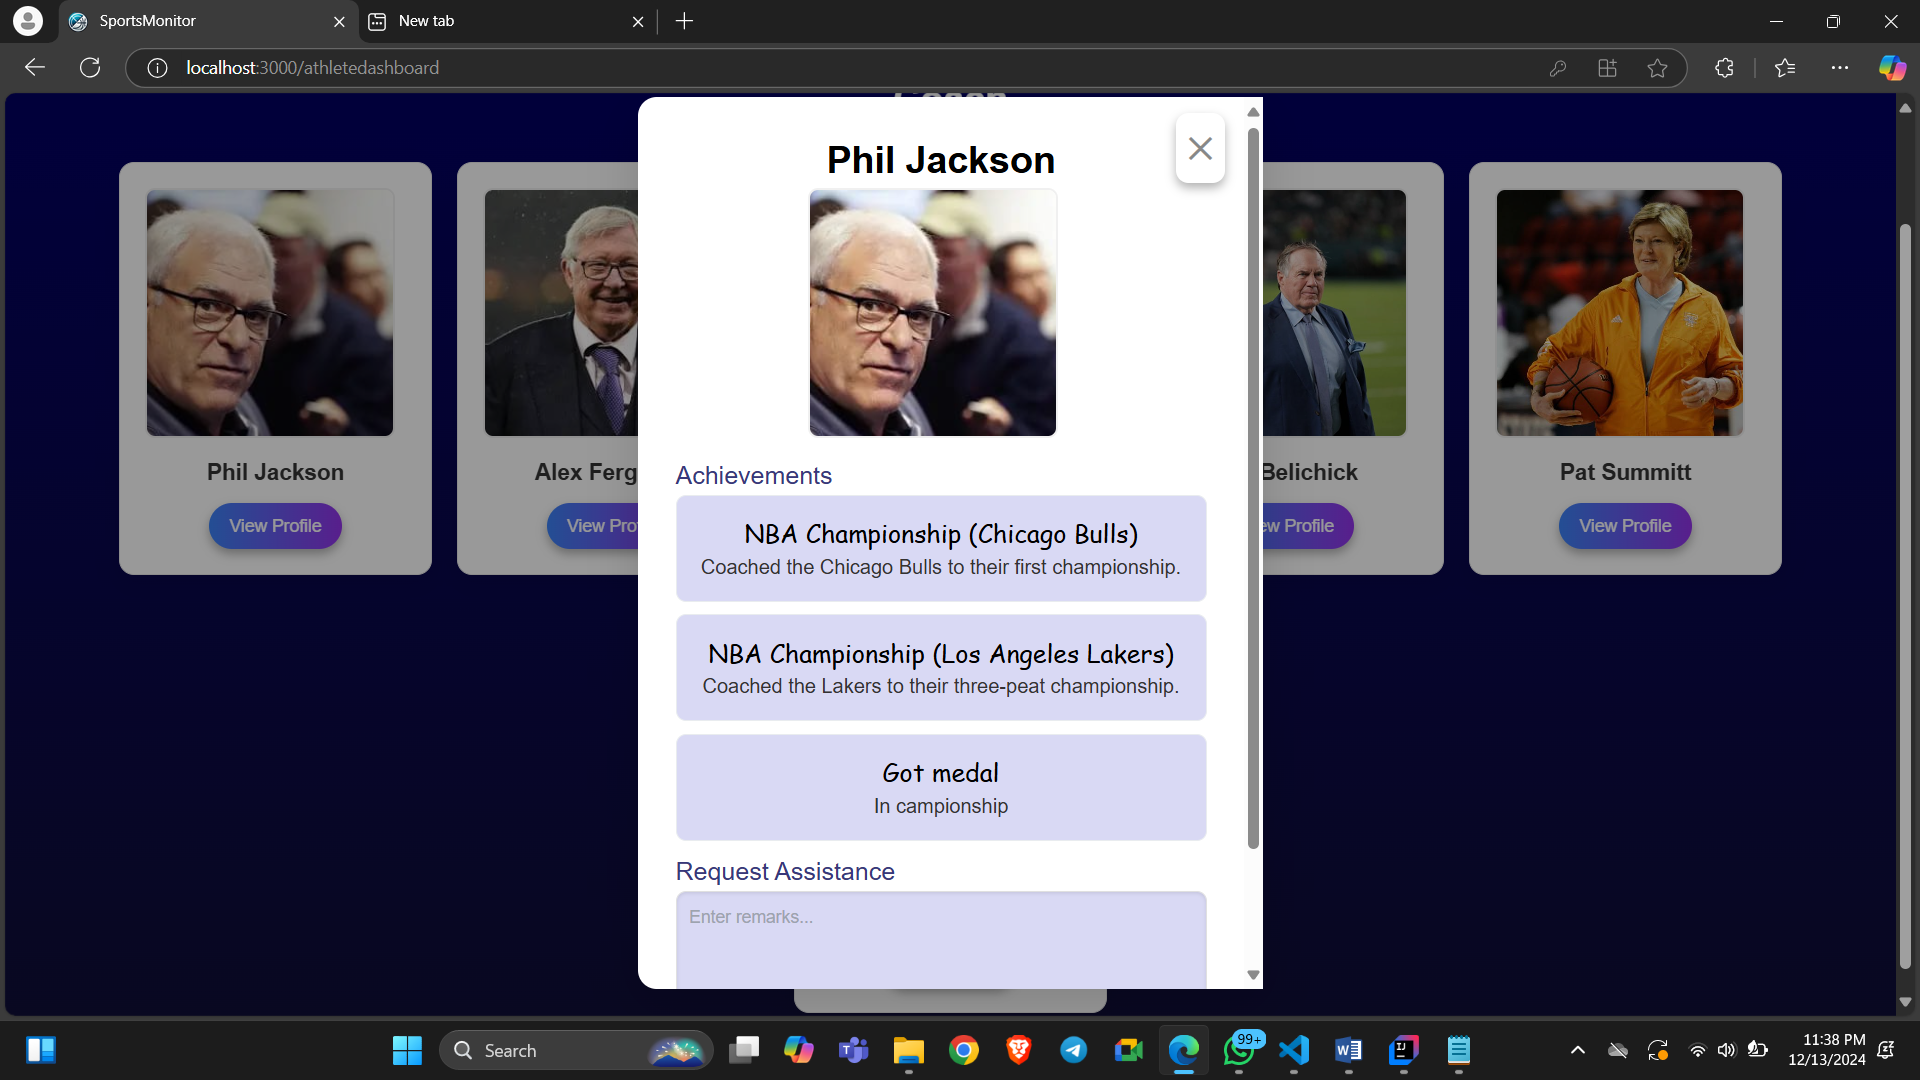 SportsMonitor
New tab
localhost:3000/athletedashboard
Phil Jackson
Achievements
NBA Championship (Chicago Bulls)
Coached the Chicago Bulls to their first championship.
NBA Championship (Los Angeles Lakers)
Coached the Lakers to their three-peat championship.
Got medal
In campionship
Request Assistance
Enter remarks...
Phil Jackson
View Profile
Alex Ferg
View Pro
Belichick
ew Profile
Pat Summitt
View Profile
Search
99+
11:38 PM
12/13/2024